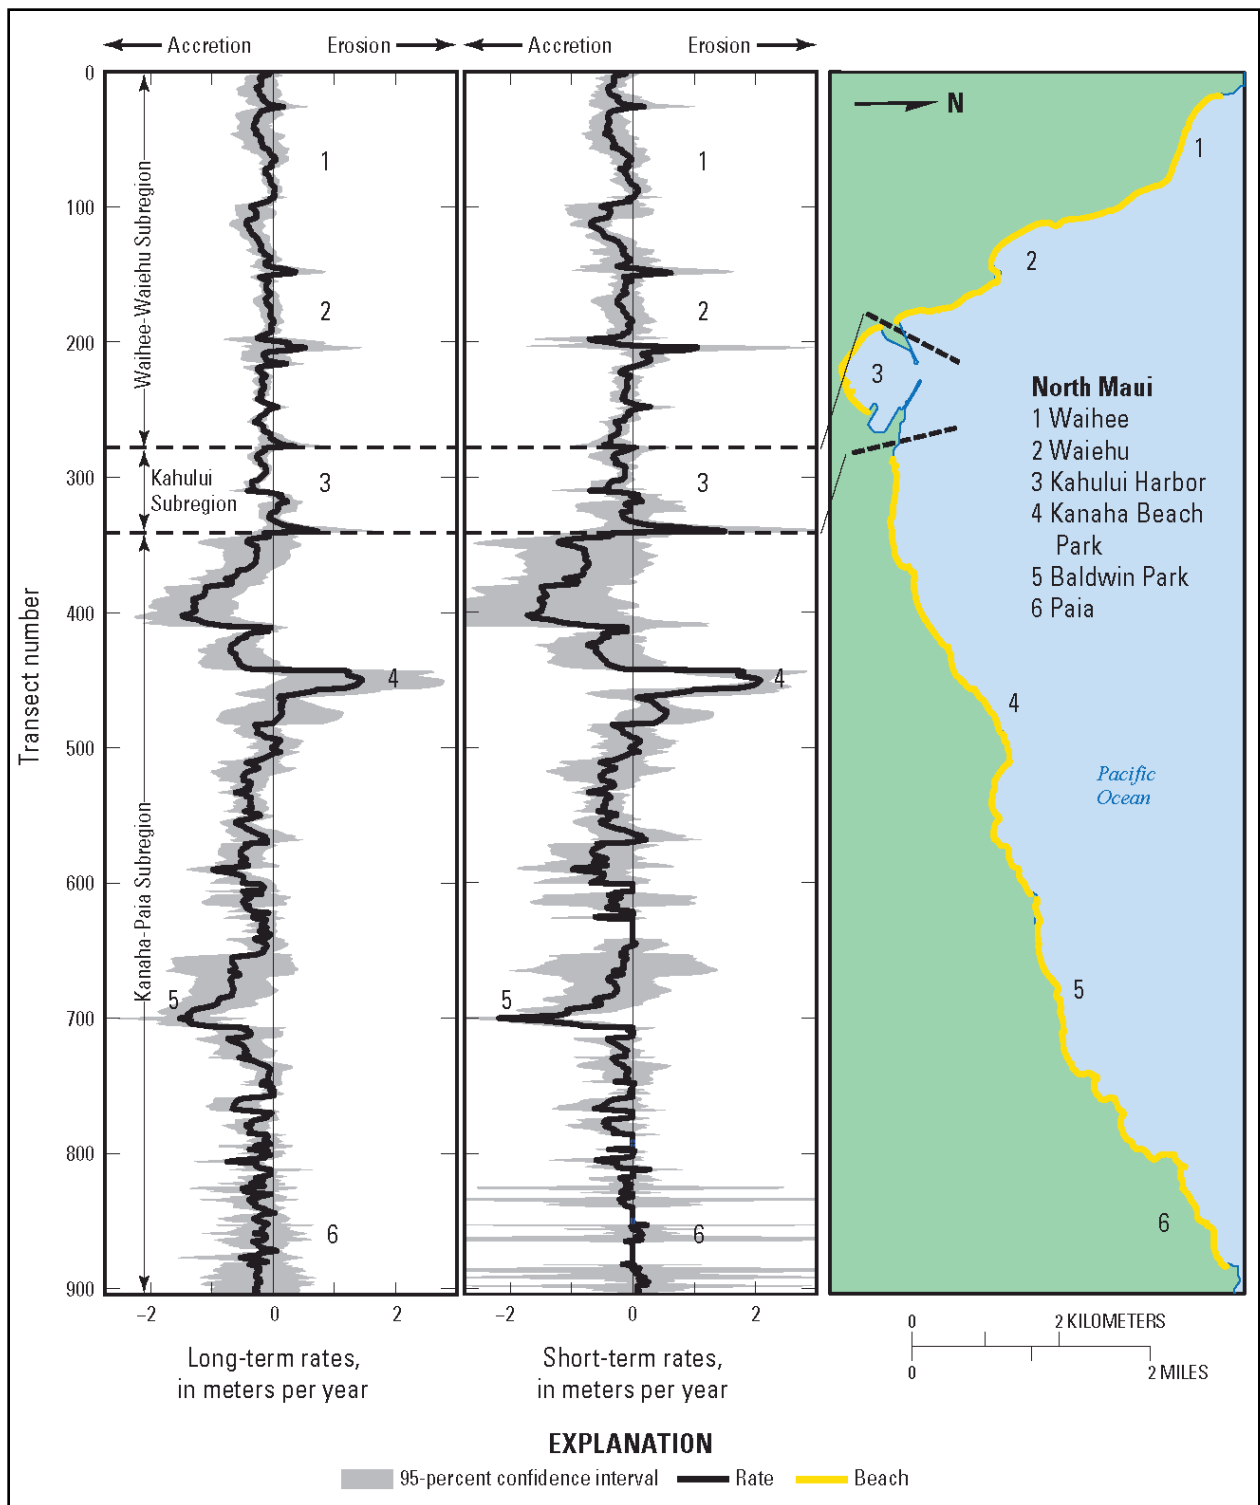 Accretion Erosion
Accretion Erosion
0
100
200
300
400
500
600
700
800
900
Transect number
Waihee-Waiehu Subregion
Kahului
Subregion
Kanaha-Paia Subregion
1
2
3
4
5
6
1
2
3
4
5
6
–2 0 2
–2 0 2
Long-term rates,
in meters per year
Short-term rates,
in meters per year
N
1
2
3
4
5
6
North Maui
1 Waihee
2 Waiehu
3 Kahului Harbor
4 Kanaha Beach
Park
5 Baldwin Park
6 Paia
Pacific
Ocean
0 2 KILOMETERS
0 2 MILES
EXPLANATION
95-percent confidence interval Rate Beach